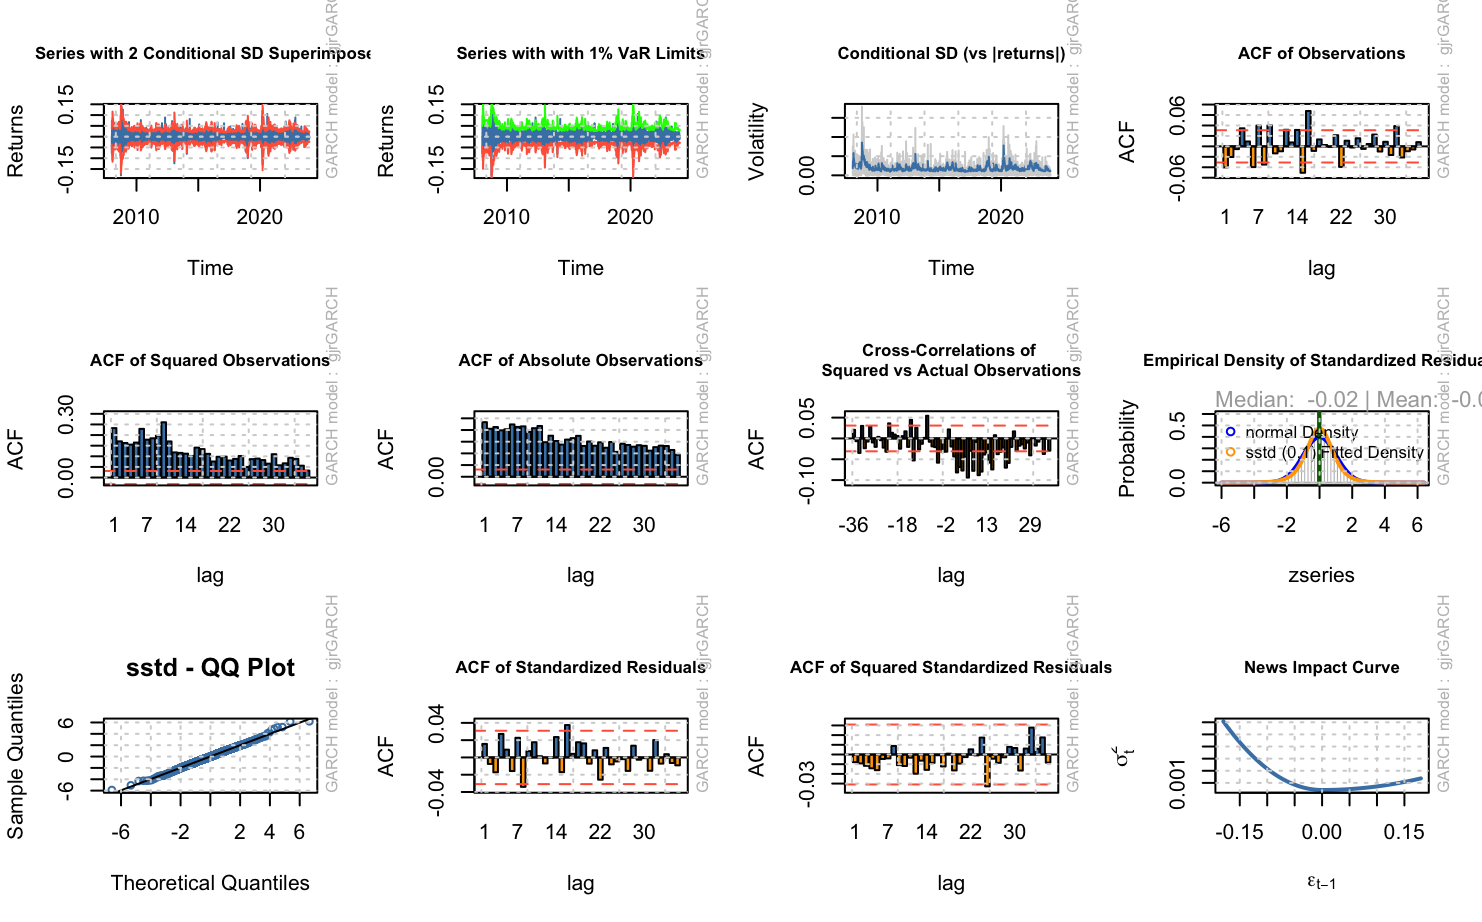 Series with 2 Conditional SD Superimpose
Returns
0.15
-0.15
2010 2020
Time
GARCH model : gjrGARCH
Series with with 1% VaR Limits
Returns
0.15
-0.15
2010 2020
Time
GARCH model : gjrGARCH
Conditional SD (vs |returns|)
Volatility
0.00
2010 2020
Time
GARCH model : gjrGARCH
ACF of Observations
ACF
0.06
-0.06
1 7 14 22 30
lag
GARCH model : gjrGARCH
ACF of Squared Observations
ACF
0.30
0.00
1 7 14 22 30
lag
GARCH model : gjrGARCH
ACF of Absolute Observations
ACF
0.00
1 7 14 22 30
lag
GARCH model : gjrGARCH
Cross-Correlations of
Squared vs Actual Observations
ACF
0.05
-0.10
-36 -18 -2 13 29
lag
GARCH model : gjrGARCH
Empirical Density of Standardized Residua
Median: -0.02 | Mean: -0.0
Probability
0.5
0.0
normal Density
sstd (0,1) Fitted Density
-6 -2 2 4 6
zseries
GARCH model : gjrGARCH
sstd - QQ Plot
Sample Quantiles
6
0
-6
-6 -2 2 4 6
Theoretical Quantiles
GARCH model : gjrGARCH
ACF of Standardized Residuals
ACF
0.04
-0.04
1 7 14 22 30
lag
GARCH model : gjrGARCH
ACF of Squared Standardized Residuals
ACF
-0.03
1 7 14 22 30
lag
GARCH model : gjrGARCH
News Impact Curve
0.001
-0.15 0.00 0.15
εt−1
GARCH model : gjrGARCH